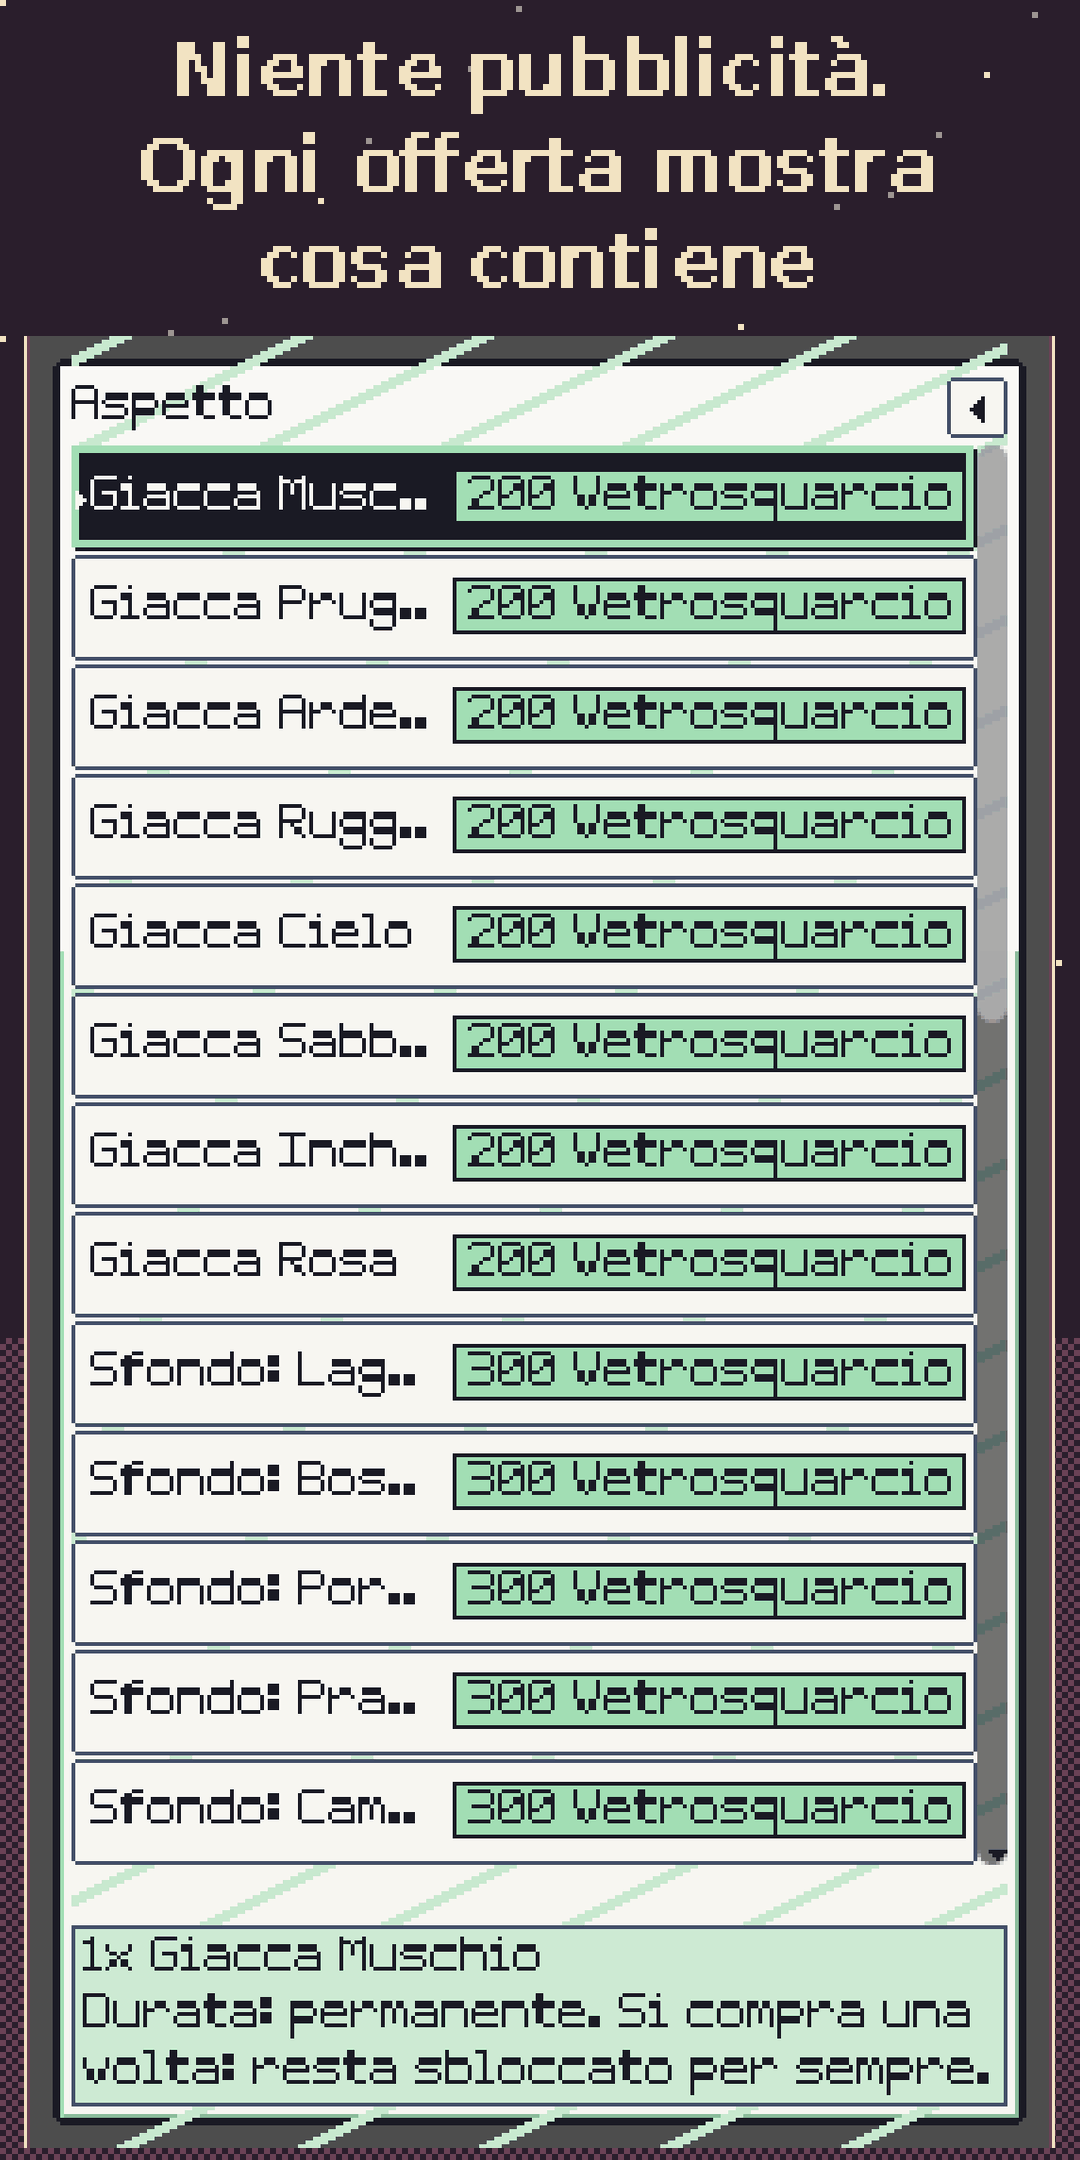 Niente pubblicità.
Ogni offerta mostra
cosa contiene
Aspetto
Giacca Musc.. 200 Vetrosquarcio
Giacca Prug.. 200 Vetrosquarcio
Giacca Arde.. 200 Vetrosquarcio
Giacca Rugg.. 200 Vetrosquarcio
Giacca Cielo 200 Vetrosquarcio
Giacca Sabb.. 200 Vetrosquarcio
Giacca Inch.. 200 Vetrosquarcio
Giacca Rosa 200 Vetrosquarcio
Sfondo: Lag.. 300 Vetrosquarcio
Sfondo: Bos.. 300 Vetrosquarcio
Sfondo: Por.. 300 Vetrosquarcio
Sfondo: Pra.. 300 Vetrosquarcio
Sfondo: Cam.. 300 Vetrosquarcio
1x Giacca Muschio
Durata: permanente. Si compra una
volta: resta sbloccato per sempre.